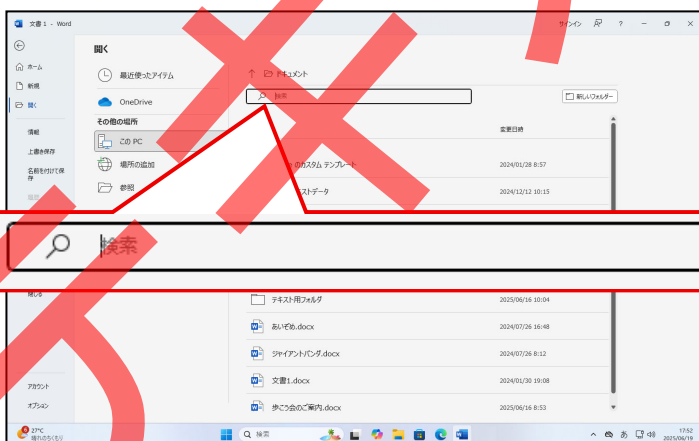 文書 1 - Word
サインイン
?
開く
ホーム
新規
開く
情報
上書き保存
名前を付けて保存
最近使ったアイテム
OneDrive
その他の場所
この PC
場所の追加
参照
ドキュメント
検索
新しいフォルダー
変更日時
のカスタム テンプレート
2024/01/28 8:57
ストデータ
2024/12/12 10:15
検索
閉じる
テキスト用フォルダ
2025/06/16 10:04
あいぞめ.docx
2024/07/26 16:48
ジャイアントパンダ.docx
2024/07/26 8:12
文書1.docx
2024/01/30 19:08
歩こう会のご案内.docx
2025/06/16 8:53
アカウント
オプション
27°C
晴れのちくもり
検索
あ
17:52
2025/06/16